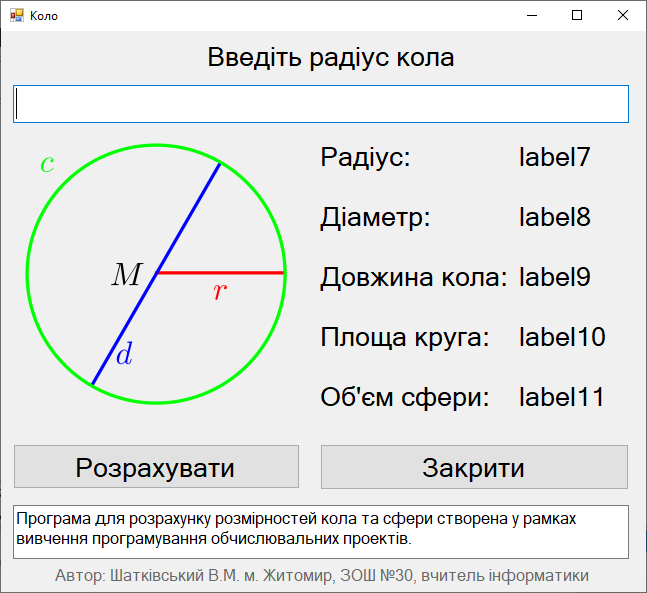 Коло
Введіть радіус кола
c
M
r
d
Радіус: label7
Діаметр: label8
Довжина кола: label9
Площа круга: label10
Об'єм сфери: label11
Розрахувати Закрити
Програма для розрахунку розмірностей кола та сфери створена у рамках
вивчення програмування обчислювальних проектів.
Автор: Шатківський В.М. м. Житомир, ЗОШ №30, вчитель інформатики